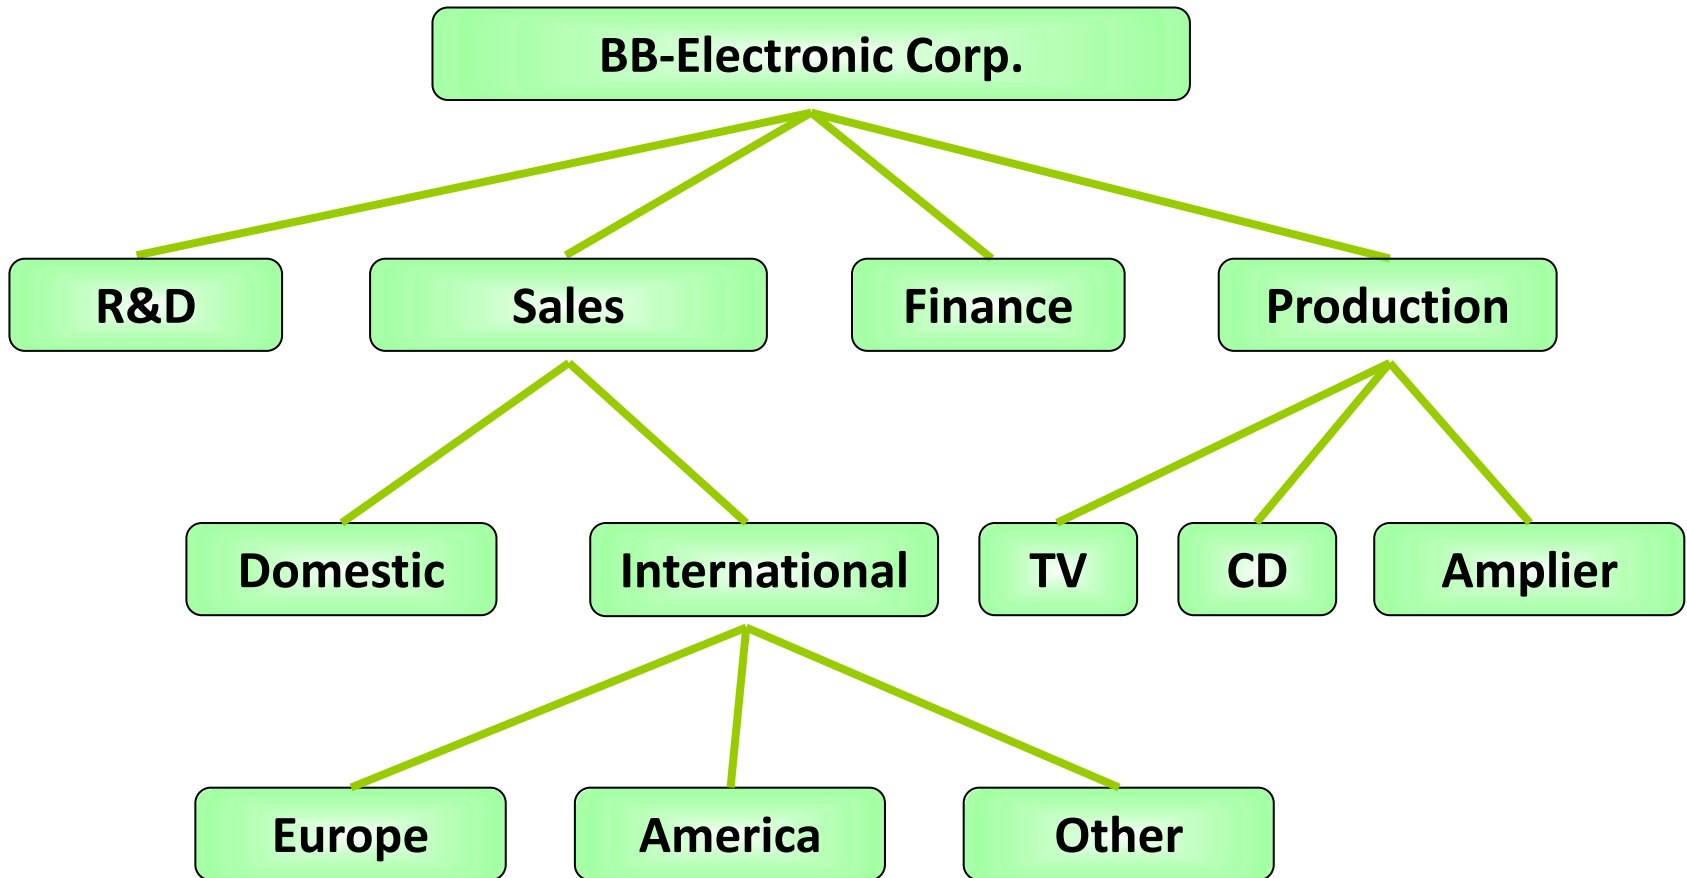 BB-Electronic Corp.
R&D
Sales
Finance
Production
Domestic
International
TV
CD
Amplier
Europe
America
Other